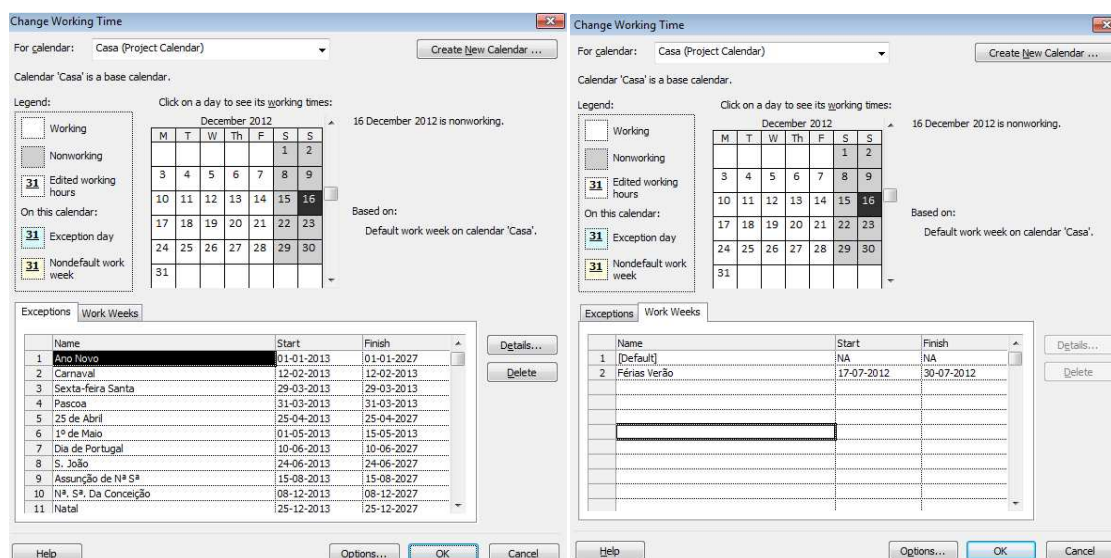 Change Working Time
For calendar: Casa (Project Calendar)
Create New Calendar ...
Calendar 'Casa' is a base calendar.
Legend:
Working
Nonworking
31 Edited working hours
On this calendar:
31 Exception day
31 Nondefault work week
Click on a day to see its working times:
December 2012
M T W Th F S S
1 2
3 4 5 6 7 8 9
10 11 12 13 14 15 16
17 18 19 20 21 22 23
24 25 26 27 28 29 30
31
16 December 2012 is nonworking.
Based on:
Default work week on calendar 'Casa'.
Exceptions Work Weeks
Name Start Finish
1 Ano Novo 01-01-2013 01-01-2027
2 Carnaval 12-02-2013 12-02-2013
3 Sexta-feira Santa 29-03-2013 29-03-2013
4 Pascoa 31-03-2013 31-03-2013
5 25 de Abril 25-04-2013 25-04-2027
6 1º de Maio 01-05-2013 15-05-2013
7 Dia de Portugal 10-06-2013 10-06-2027
8 S. João 24-06-2013 24-06-2027
9 Assunção de Nª Sª 15-08-2013 15-08-2027
10 Nª. Sª. Da Conceição 08-12-2013 08-12-2027
11 Natal 25-12-2013 25-12-2027
Details...
Delete
Help Options... OK Cancel
Change Working Time
For calendar: Casa (Project Calendar)
Create New Calendar ...
Calendar 'Casa' is a base calendar.
Legend:
Working
Nonworking
31 Edited working hours
On this calendar:
31 Exception day
31 Nondefault work week
Click on a day to see its working times:
December 2012
M T W Th F S S
1 2
3 4 5 6 7 8 9
10 11 12 13 14 15 16
17 18 19 20 21 22 23
24 25 26 27 28 29 30
31
16 December 2012 is nonworking.
Based on:
Default work week on calendar 'Casa'.
Exceptions Work Weeks
Name Start Finish
1 [Default] NA NA
2 Férias Verão 17-07-2012 30-07-2012
Details...
Delete
Help Options... OK Cancel